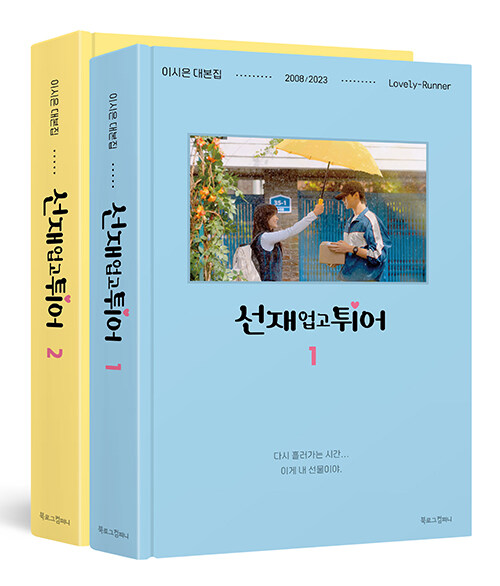 이시은 대본집
선재 업고 튀어
2
북로그컴퍼니
이시은 대본집
선재 업고 튀어
1
북로그컴퍼니
이시은 대본집 ·········· 2008/2023 ·········· Lovely-Runner
35-1
선재 업고 튀어
1
다시 흘러가는 시간...
이게 내 선물이야.
북로그컴퍼니